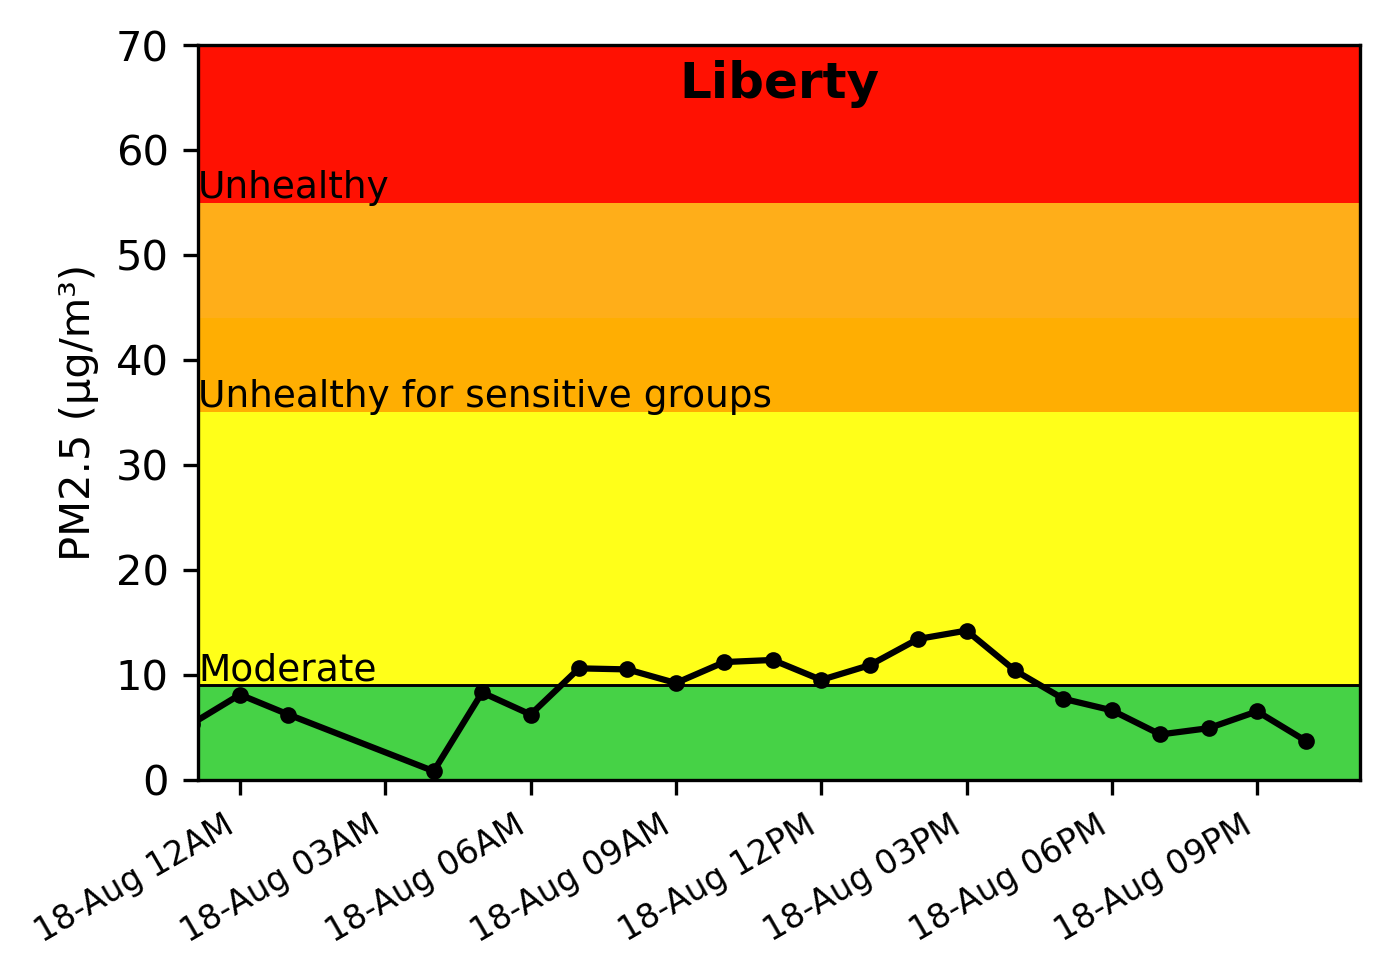 Liberty
PM2.5 (µg/m³)
70
60
Unhealthy
50
40
Unhealthy for sensitive groups
30
20
Moderate
10
0
18-Aug 12AM
18-Aug 03AM
18-Aug 06AM
18-Aug 09AM
18-Aug 12PM
18-Aug 03PM
18-Aug 06PM
18-Aug 09PM